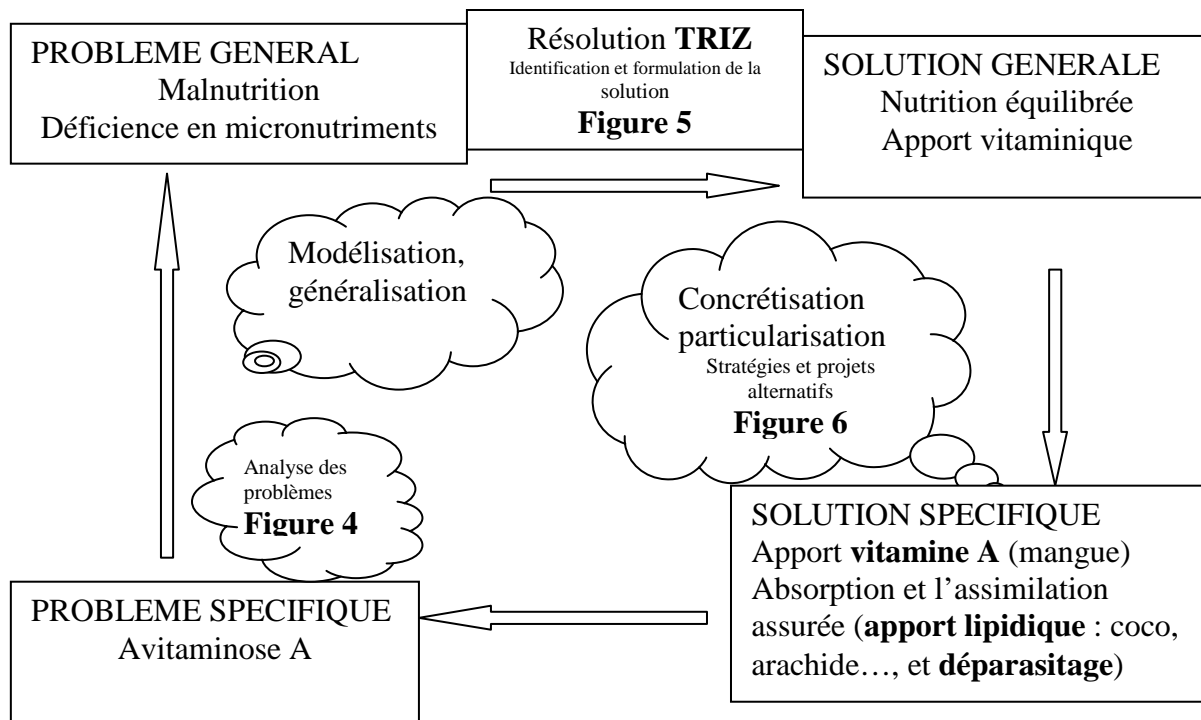 PROBLEME GENERAL
Malnutrition
Déficience en micronutriments
Résolution TRIZ
Identification et formulation de la
solution
Figure 5
SOLUTION GENERALE
Nutrition équilibrée
Apport vitaminique
Modélisation,
généralisation
Concrétisation
particularisation
Stratégies et projets
alternatifs
Figure 6
Analyse des
problèmes
Figure 4
PROBLEME SPECIFIQUE
Avitaminose A
SOLUTION SPECIFIQUE
Apport vitamine A (mangue)
Absorption et l’assimilation
assurée (apport lipidique : coco,
arachide…, et déparasitage)